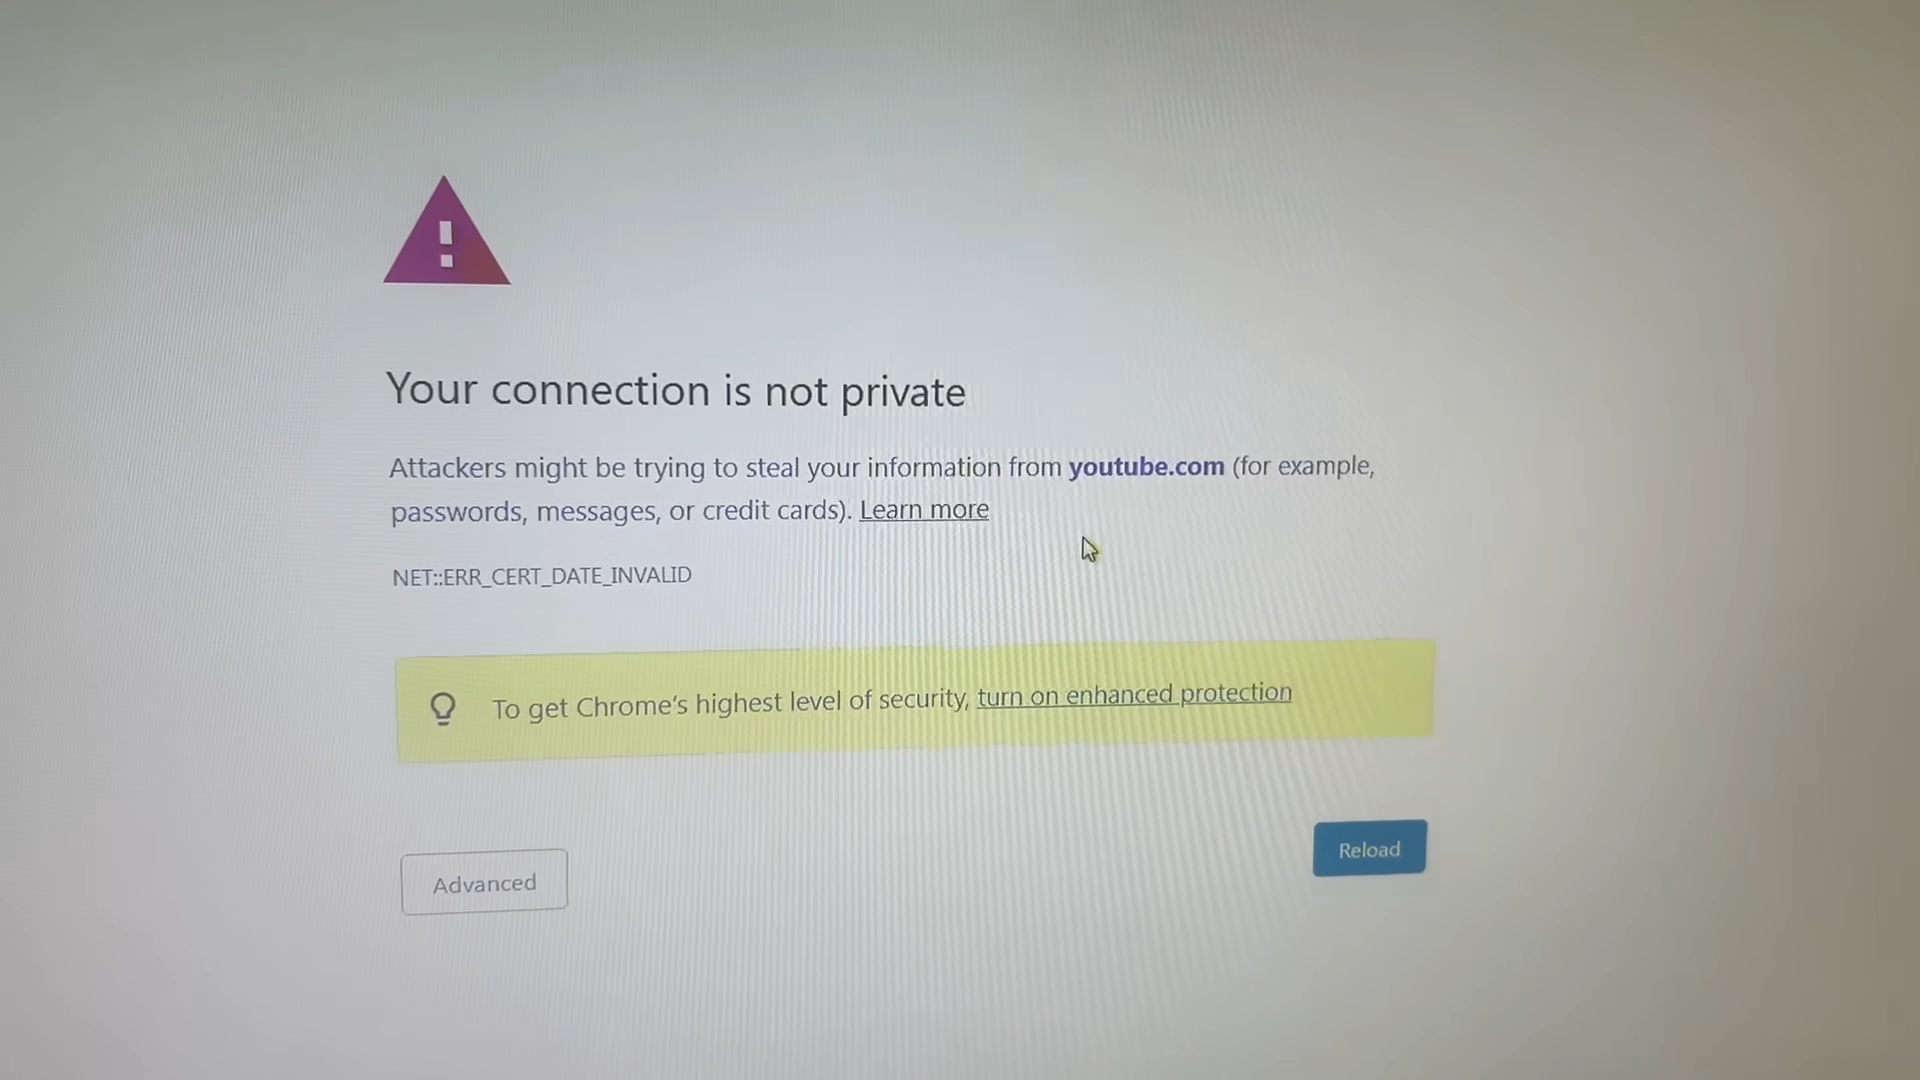 Your connection is not private
Attackers might be trying to steal your information from youtube.com (for example,
passwords, messages, or credit cards). Learn more
NET::ERR_CERT_DATE_INVALID
To get Chrome's highest level of security, turn on enhanced protection
Reload
Advanced